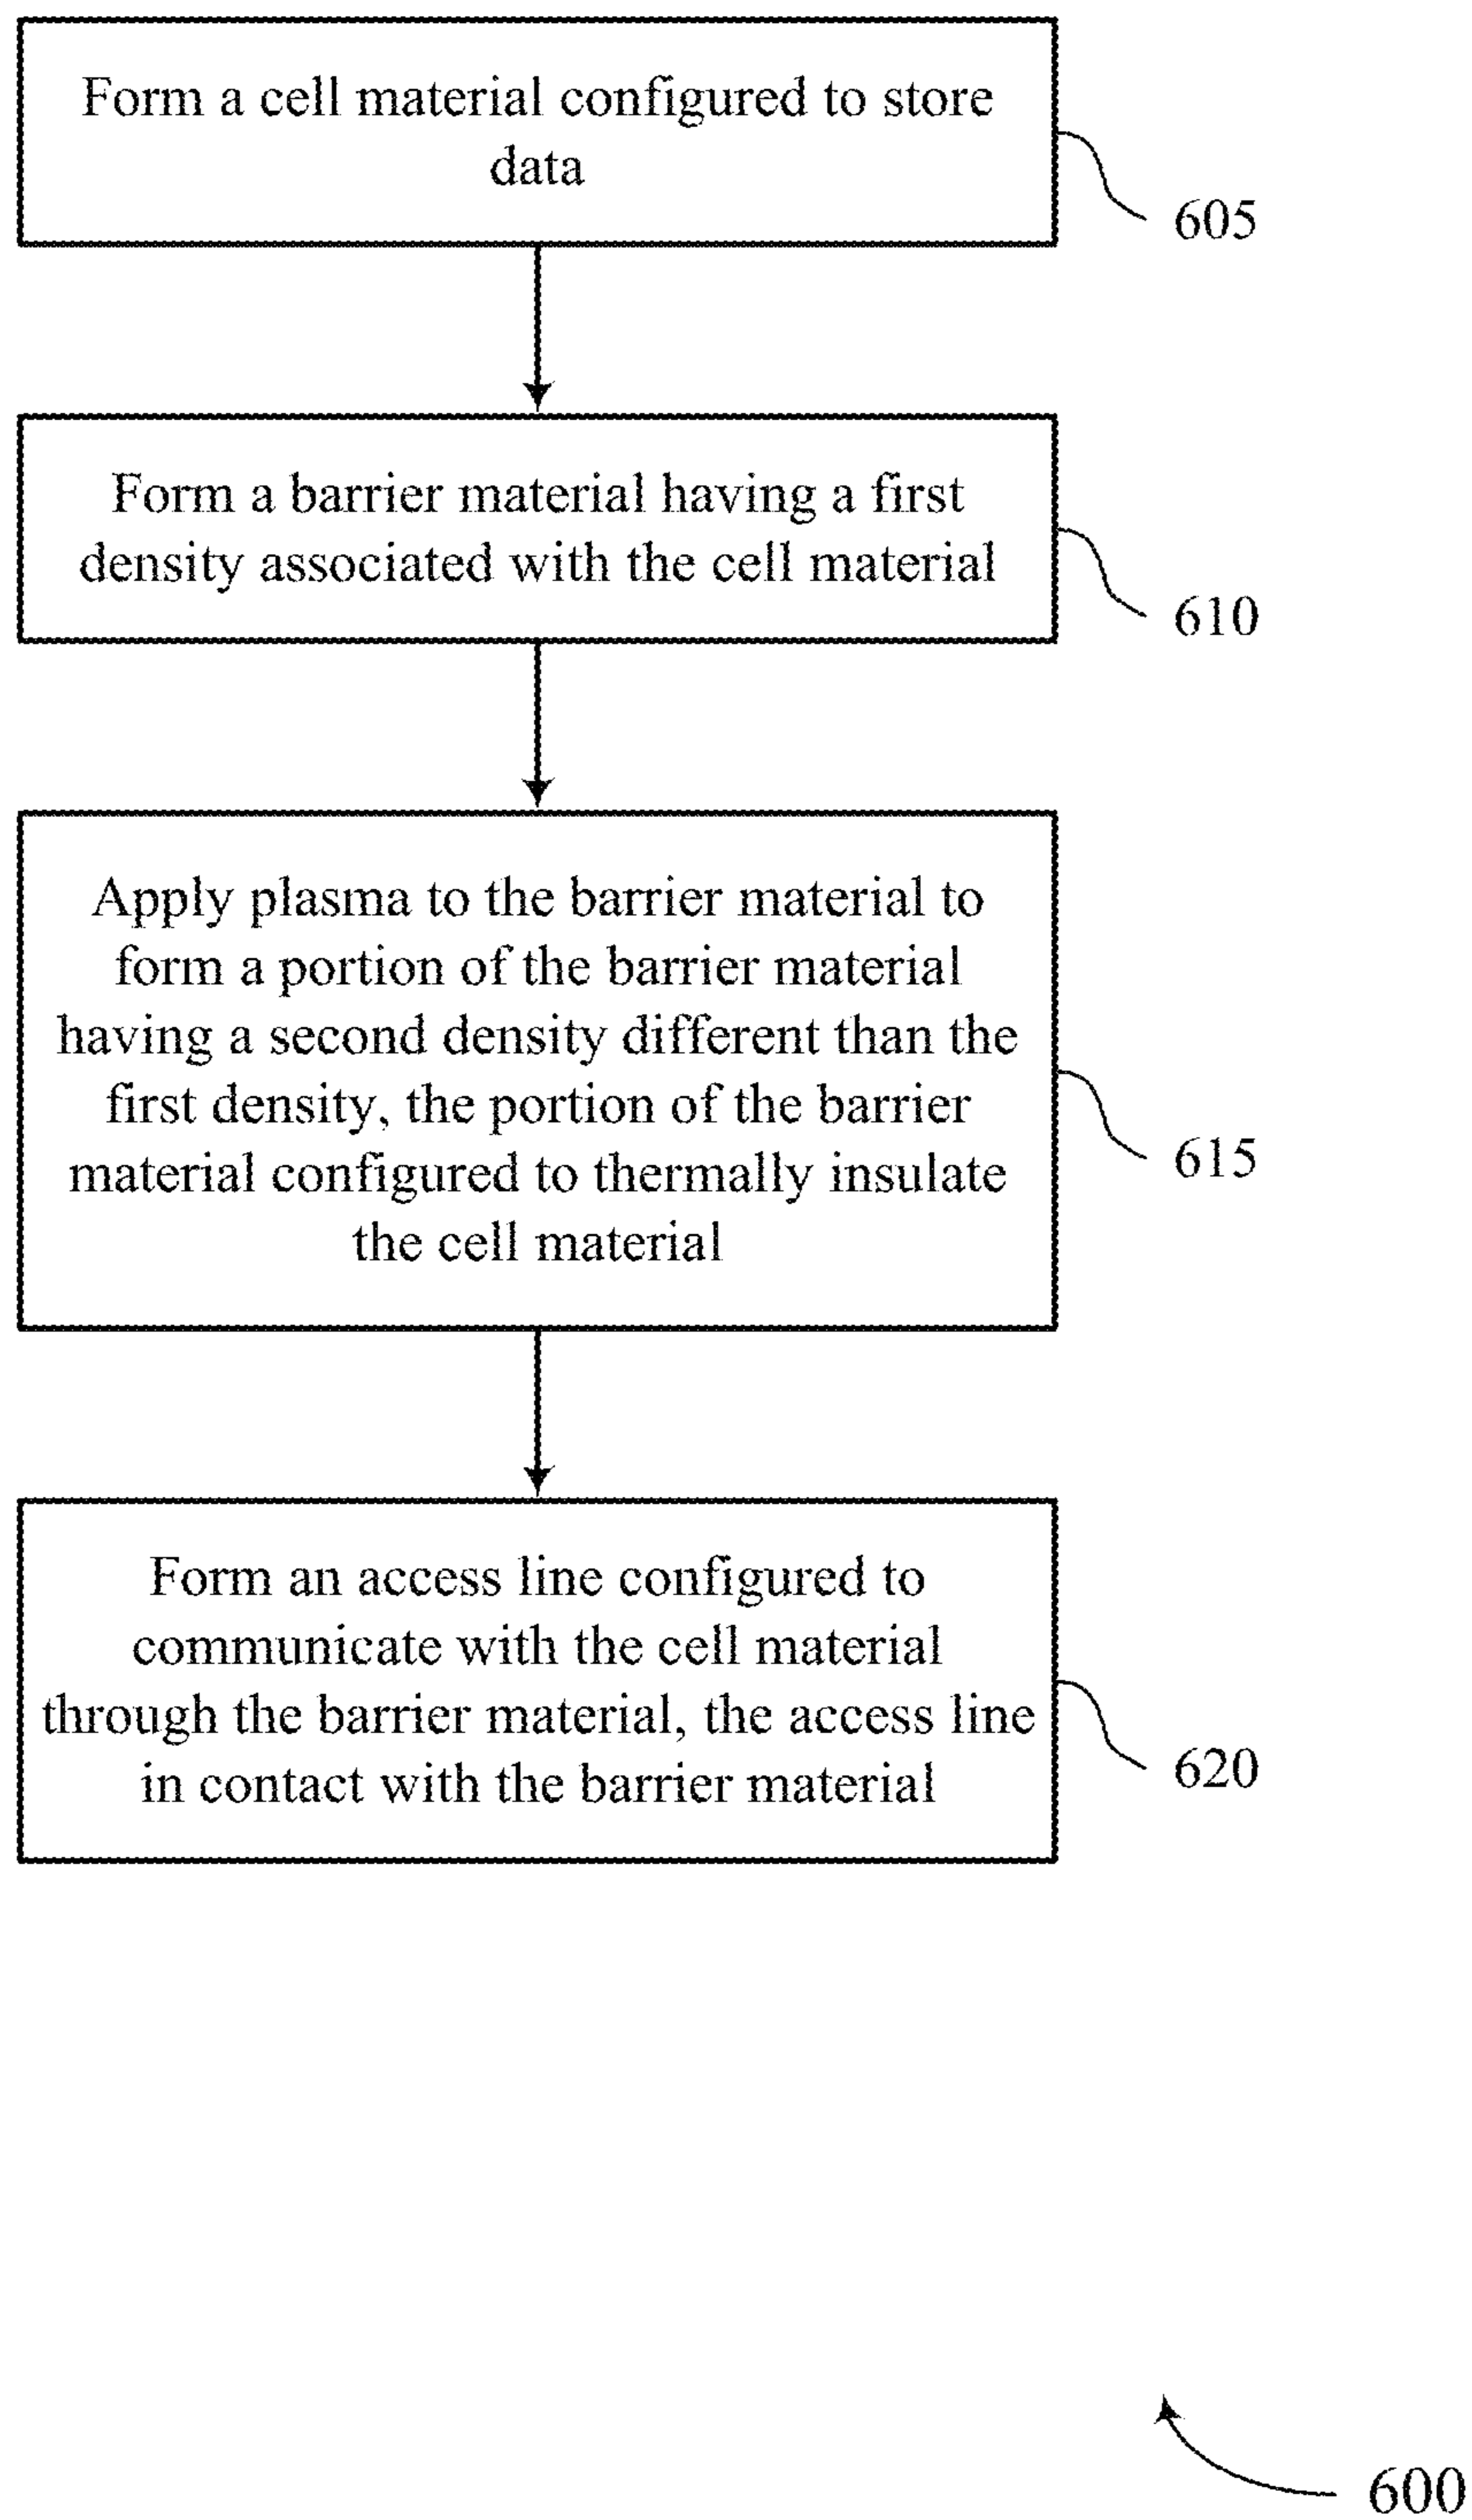 Form a cell material configured to store
data
605
Form a barrier material having a first
density associated with the cell material
610
Apply plasma to the barrier material to
form a portion of the barrier material
having a second density different than the
first density, the portion of the barrier
material configured to thermally insulate
the cell material
615
Form an access line configured to
communicate with the cell material
through the barrier material, the access line
in contact with the barrier material
620
600